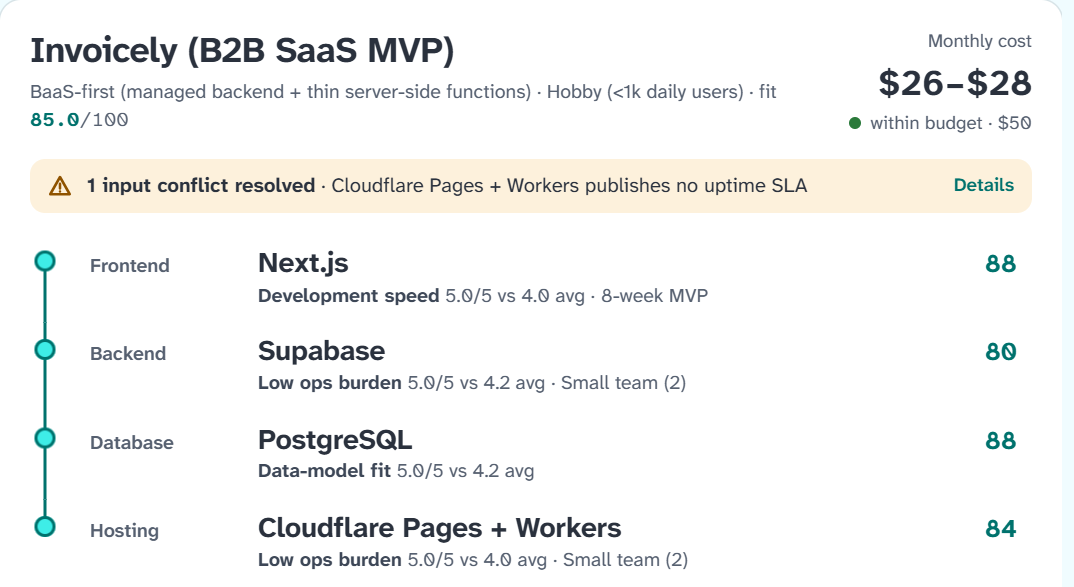 Invoicely (B2B SaaS MVP)
BaaS-first (managed backend + thin server-side functions) · Hobby (<1k daily users) · fit
85.0/100
Monthly cost
$26–$28
within budget · $50
1 input conflict resolved · Cloudflare Pages + Workers publishes no uptime SLA
Details
Frontend
Next.js
88
Development speed 5.0/5 vs 4.0 avg · 8-week MVP
Backend
Supabase
80
Low ops burden 5.0/5 vs 4.2 avg · Small team (2)
Database
PostgreSQL
88
Data-model fit 5.0/5 vs 4.2 avg
Hosting
Cloudflare Pages + Workers
84
Low ops burden 5.0/5 vs 4.0 avg · Small team (2)